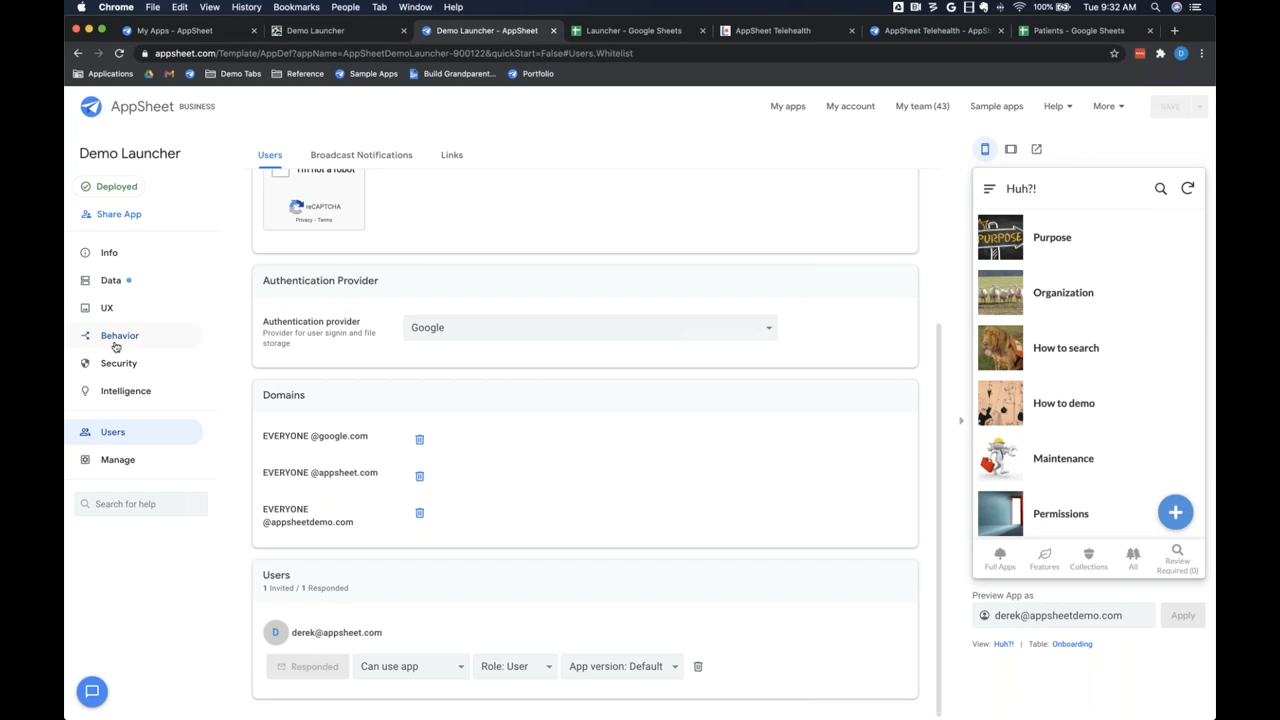 Chrome File Edit View History Bookmarks People Tab Window Help 100% Tue 9:32 AM
My Apps - AppSheet Demo Launcher Demo Launcher - AppSheet Launcher - Google Sheets AppSheet Telehealth AppSheet Telehealth - AppSh Patients - Google Sheets
appsheet.com/Template/AppDef?appName=AppSheetDemoLauncher-900122&quickStart=False#Users.Whitelist
Applications Demo Tabs Reference Sample Apps Build Grandparent... Portfolio
AppSheet BUSINESS My apps My account My team (43) Sample apps Help More SAVE
Demo Launcher
Deployed
Share App
Info
Data
UX
Behavior
Security
Intelligence
Users
Manage
Search for help
Users Broadcast Notifications Links
I'm not a robot
reCAPTCHA
Privacy - Terms
Authentication Provider
Authentication provider
Provider for user signin and file
storage
Google
Domains
EVERYONE @google.com
EVERYONE @appsheet.com
EVERYONE
@appsheetdemo.com
Users
1 Invited / 1 Responded
D derek@appsheet.com
Responded Can use app Role: User App version: Default
Huh?!
PURPOSE
Purpose
Organization
How to search
How to demo
Maintenance
Permissions
Full Apps Features Collections All Review
Required (0)
Preview App as
derek@appsheetdemo.com Apply
View: Huh?! | Table: Onboarding